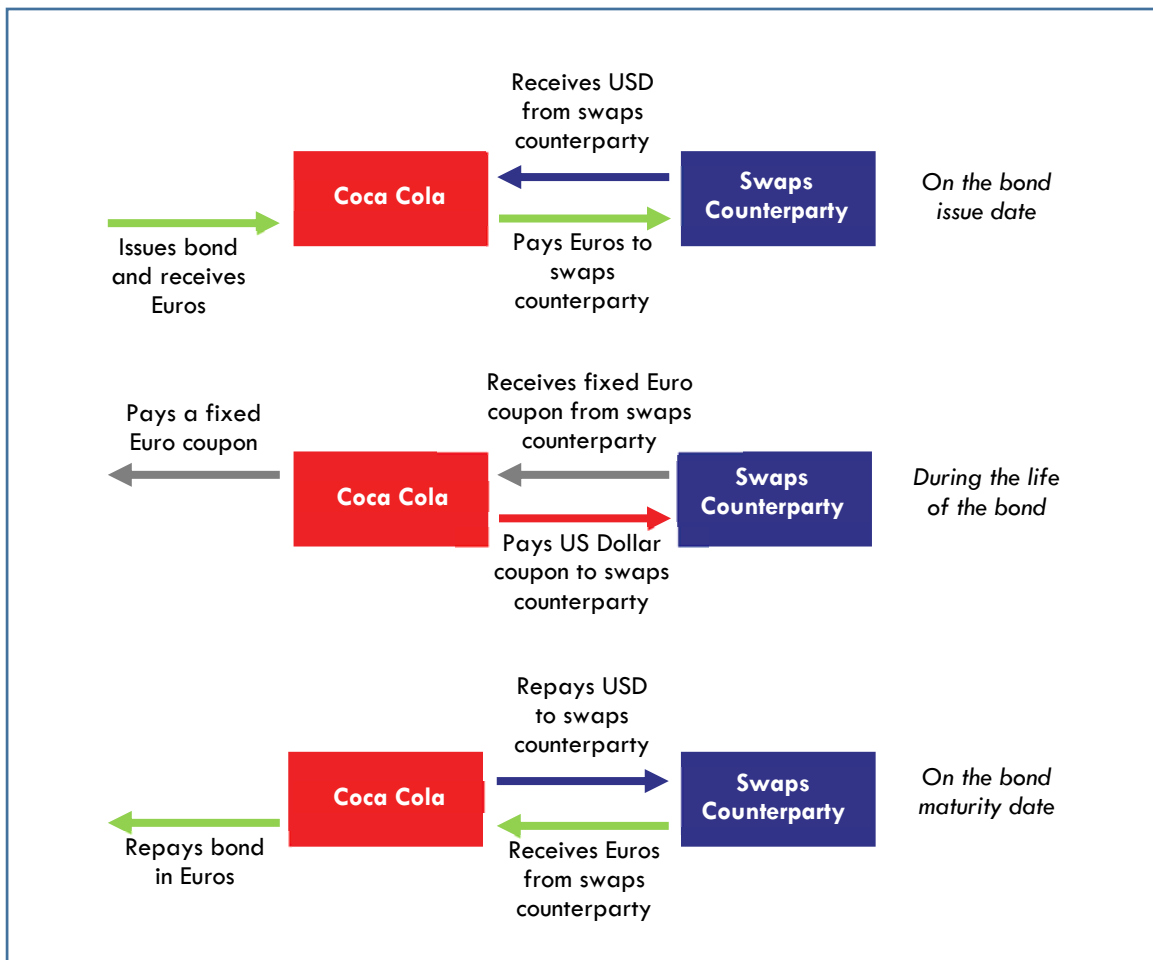 Receives USD
from swaps
counterparty
Coca Cola
Swaps
Counterparty
On the bond
issue date
Issues bond
and receives
Euros
Pays Euros to
swaps
counterparty
Pays a fixed
Euro coupon
Receives fixed Euro
coupon from swaps
counterparty
Coca Cola
Swaps
Counterparty
During the life
of the bond
Pays US Dollar
coupon to swaps
counterparty
Repays USD
to swaps
counterparty
Coca Cola
Swaps
Counterparty
On the bond
maturity date
Repays bond
in Euros
Receives Euros
from swaps
counterparty